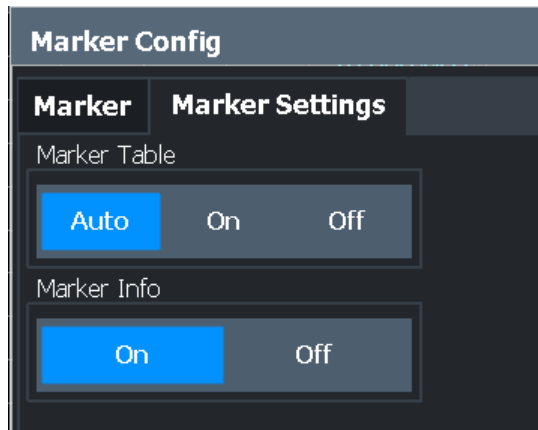 Marker Config
Marker Marker Settings
Marker Table
Auto On Off
Marker Info
On Off